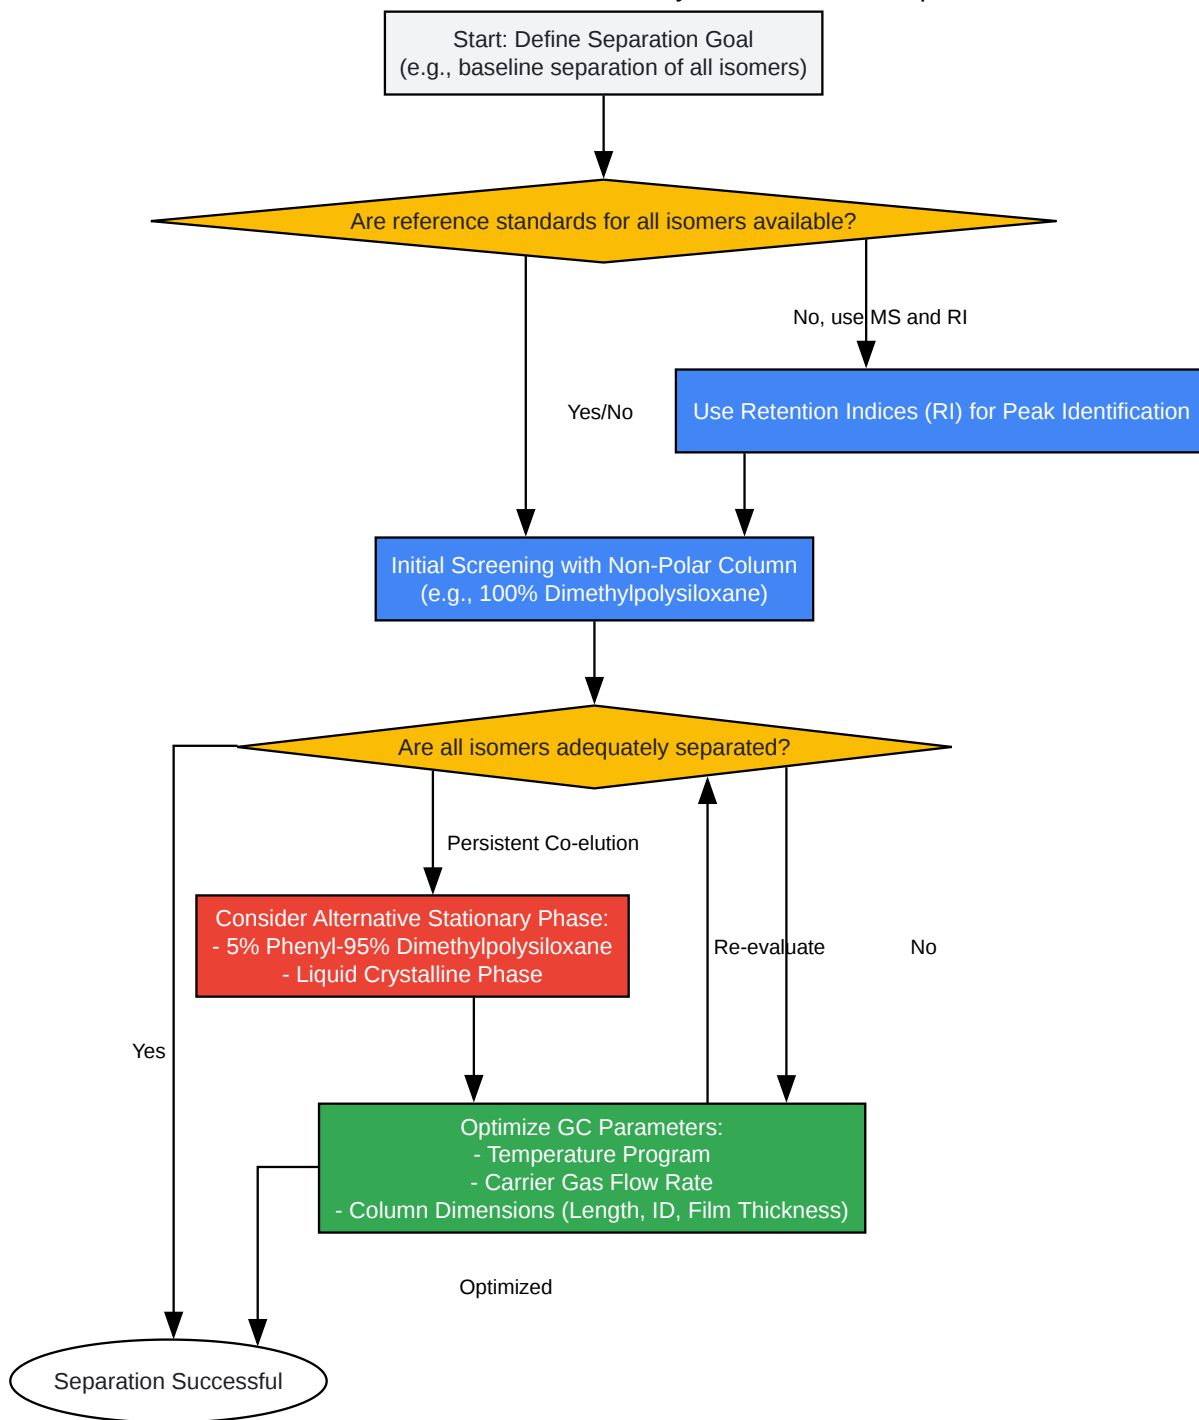 Start: Define Separation Goal
(e.g., baseline separation of all isomers)
Are reference standards for all isomers available?
No, use MS and RI
Yes/No
Use Retention Indices (RI) for Peak Identification
Initial Screening with Non-Polar Column
(e.g., 100% Dimethylpolysiloxane)
Are all isomers adequately separated?
Persistent Co-elution
Consider Alternative Stationary Phase:
- 5% Phenyl-95% Dimethylpolysiloxane
- Liquid Crystalline Phase
Re-evaluate
No
Yes
Optimize GC Parameters:
- Temperature Program
- Carrier Gas Flow Rate
- Column Dimensions (Length, ID, Film Thickness)
Optimized
Separation Successful